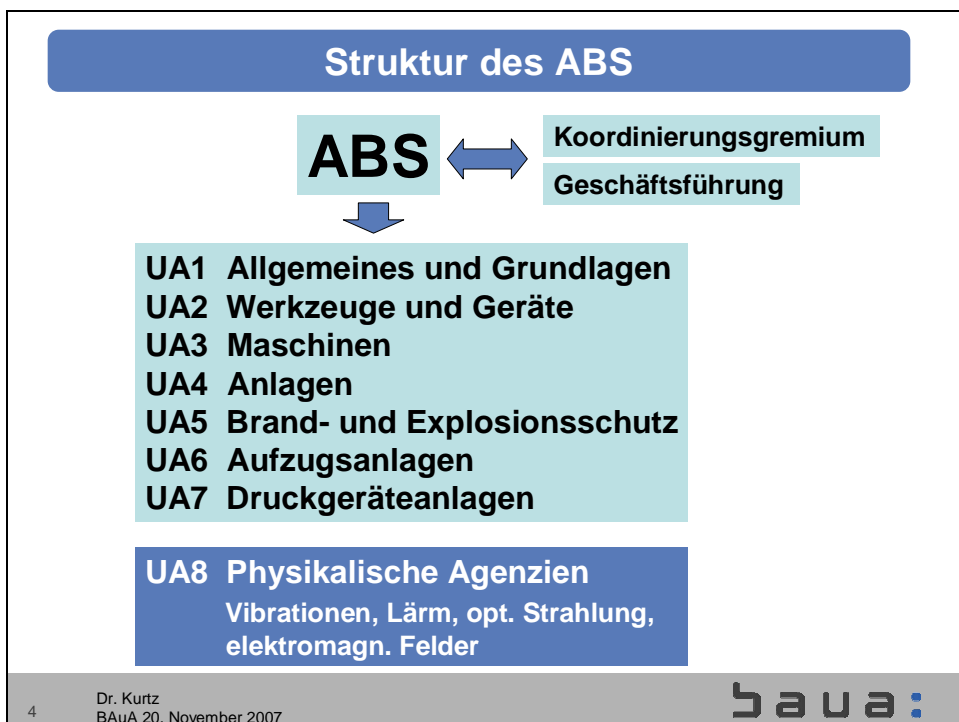 Struktur des ABS
ABS
Koordinierungsgremium
Geschäftsführung
UA1 Allgemeines und Grundlagen
UA2 Werkzeuge und Geräte
UA3 Maschinen
UA4 Anlagen
UA5 Brand- und Explosionsschutz
UA6 Aufzugsanlagen
UA7 Druckgeräteanlagen
UA8 Physikalische Agenzien
Vibrationen, Lärm, opt. Strahlung,
elektromagn. Felder
4
Dr. Kurtz
BAuA 20. November 2007
baua: